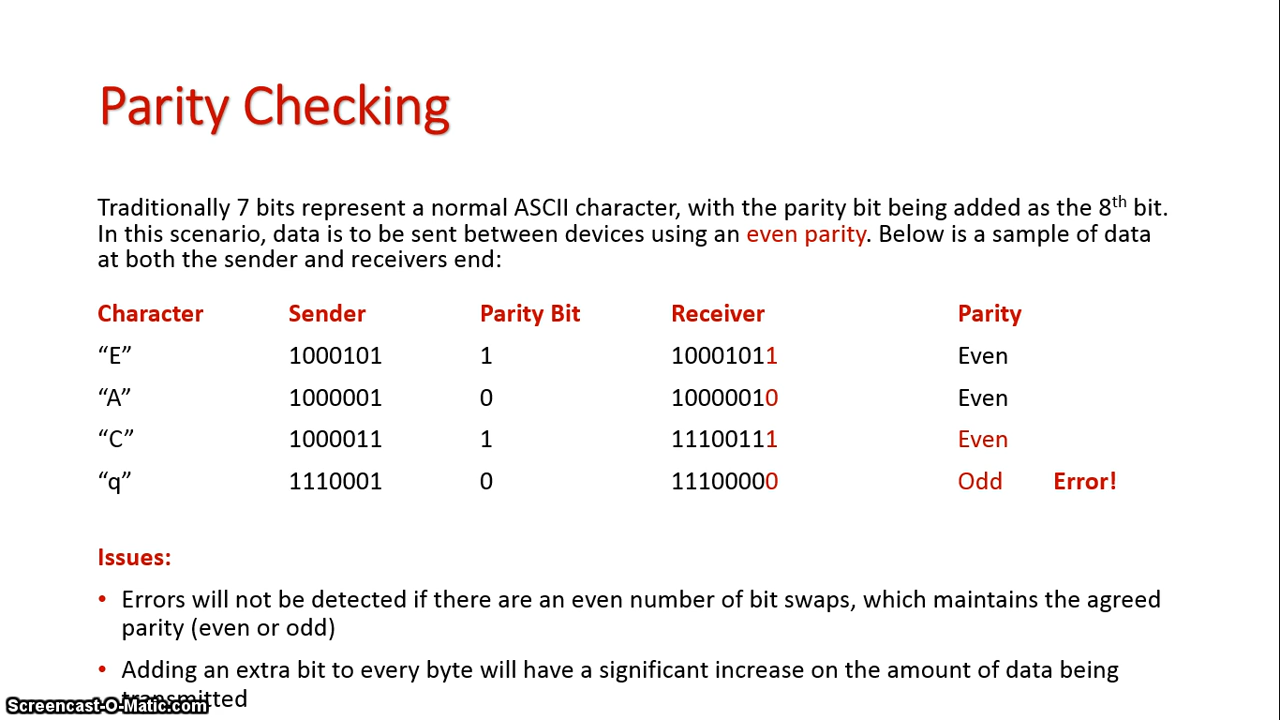 Parity Checking
Traditionally 7 bits represent a normal ASCII character, with the parity bit being added as the 8th bit.
In this scenario, data is to be sent between devices using an even parity. Below is a sample of data
at both the sender and receivers end:
Character Sender Parity Bit Receiver Parity
“E” 1000101 1 10001011 Even
“A” 1000001 0 10000010 Even
“C” 1000011 1 11100111 Even
“q” 1110001 0 11100000 Odd Error!
Issues:
• Errors will not be detected if there are an even number of bit swaps, which maintains the agreed
parity (even or odd)
• Adding an extra bit to every byte will have a significant increase on the amount of data being
transmitted
Screencast-O-Matic.com